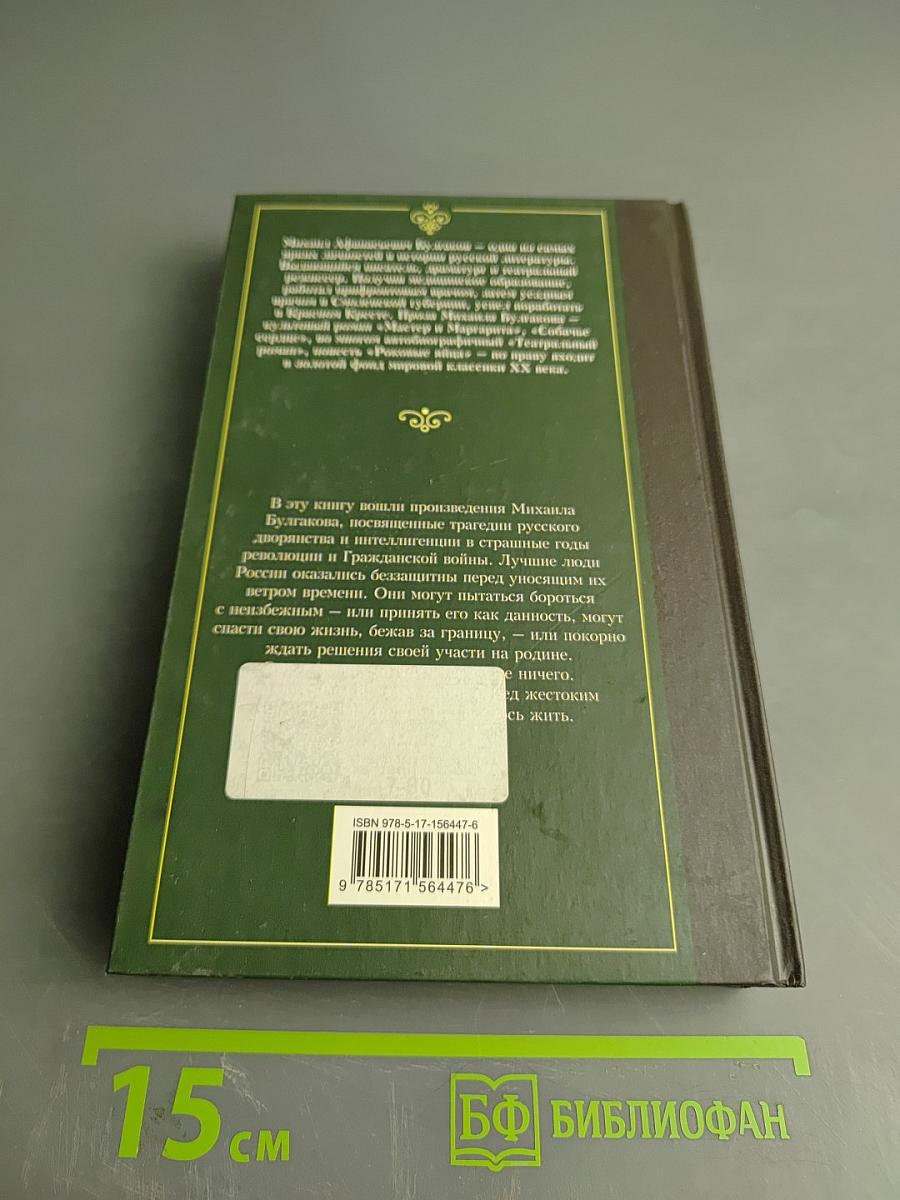 Михаил Афанасьевич Булгаков — одна из самых
ярких личностей в истории русской литературы.
Выдающийся писатель, драматург и театральный
режиссер. Получив медицинское образование,
работал прифронтовым врачом, затем уездным
врачом в Смоленской губернии, успел поработать
в Красном Кресте. Проза Михаила Булгакова —
культовый роман «Мастер и Маргарита», «Собачье
сердце», во многом автобиографичный «Театральный
роман», повесть «Роковые яйца» — по праву входит
в золотой фонд мировой классики XX века.
В эту книгу вошли произведения Михаила
Булгакова, посвященные трагедии русского
дворянства и интеллигенции в страшные годы
революции и Гражданской войны. Лучшие люди
России оказались беззащитны перед уносящим их
ветром времени. Они могут пытаться бороться
с неизбежным — или принять его как данность, могут
спасти свою жизнь, бежав за границу, — или покорно
ждать решения своей участи на родине.
ничего.
жестоким
жить.
ISBN 978-5-17-156447-6
9 785171 564476 >
15 см
БФ БИБЛИОФАН